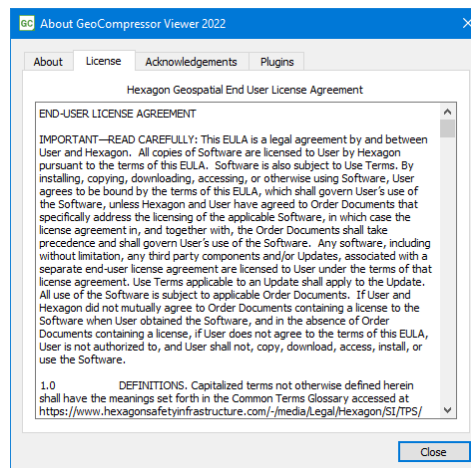 GC About GeoCompressor Viewer 2022
About License Acknowledgements Plugins
Hexagon Geospatial End User License Agreement
END-USER LICENSE AGREEMENT
IMPORTANT—READ CAREFULLY: This EULA is a legal agreement by and between
User and Hexagon.  All copies of Software are licensed to User by Hexagon
pursuant to the terms of this EULA.  Software is also subject to Use Terms. By
installing, copying, downloading, accessing, or otherwise using Software, User
agrees to be bound by the terms of this EULA, which shall govern User's use of
the Software, unless Hexagon and User have agreed to Order Documents that
specifically address the licensing of the applicable Software, in which case the
license agreement in, and together with, the Order Documents shall take
precedence and shall govern User's use of the Software.  Any software, including
without limitation, any third party components and/or Updates, associated with a
separate end-user license agreement are licensed to User under the terms of that
license agreement. Use Terms applicable to an Update shall apply to the Update.
All use of the Software is subject to applicable Order Documents.  If User and
Hexagon did not mutually agree to Order Documents containing a license to the
Software when User obtained the Software, and in the absence of Order
Documents containing a license, if User does not agree to the terms of this EULA,
User is not authorized to, and User shall not, copy, download, access, install, or
use the Software.
1.0 DEFINITIONS. Capitalized terms not otherwise defined herein
shall have the meanings set forth in the Common Terms Glossary accessed at
https://www.hexagonsafetyinfrastructure.com/-/media/Legal/Hexagon/SI/TPS/
Close